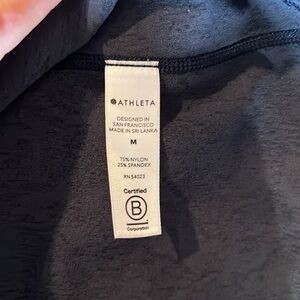 ATHLETA
DESIGNED IN
SAN FRANCISCO
MADE IN SRI LANKA
M
75% NYLON
25% SPANDEX
RN 54023
Certified
B
Corporation